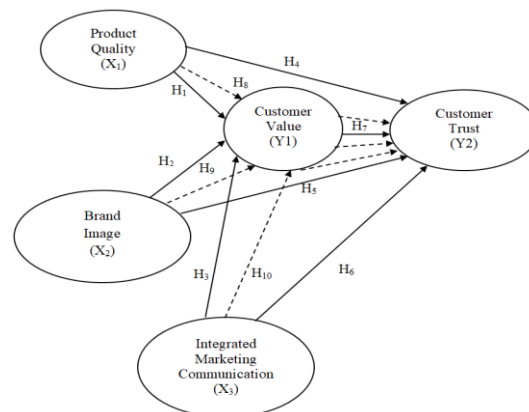 Product
Quality
(X₁)
H₄
H₈
H₁
Customer
Value
(Y1)
H₇
Customer
Trust
(Y2)
H₂
H₉
H₅
Brand
Image
(X₂)
H₃
H₁₀
H₆
Integrated
Marketing
Communication
(X₃)